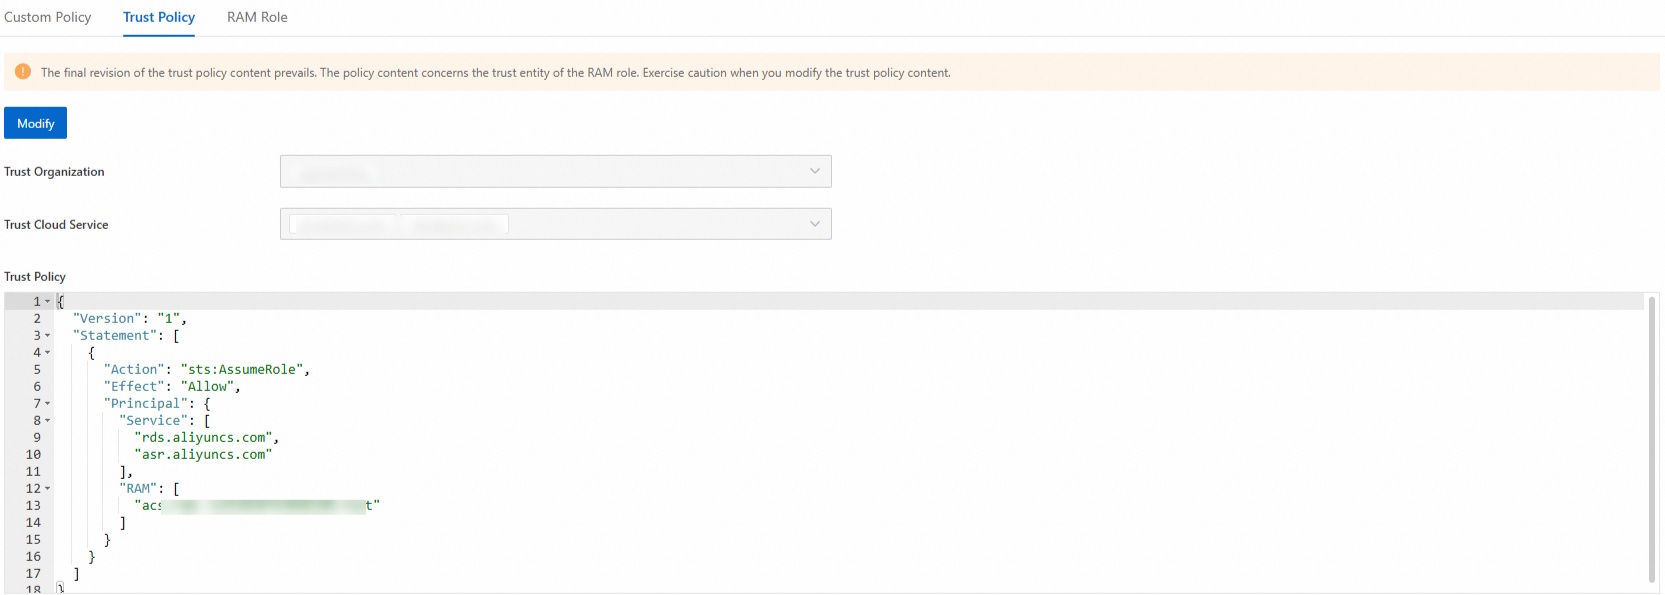 Custom Policy Trust Policy RAM Role
The final revision of the trust policy content prevails. The policy content concerns the trust entity of the RAM role. Exercise caution when you modify the trust policy content.
Modify
Trust Organization
Trust Cloud Service
Trust Policy
1 {
2 "Version": "1",
3 "Statement": [
4 {
5 "Action": "sts:AssumeRole",
6 "Effect": "Allow",
7 "Principal": {
8 "Service": [
9 "rds.aliyuncs.com",
10 "asr.aliyuncs.com"
11 ],
12 "RAM": [
13 "acs t"
14 ]
15 }
16 }
17 ]
18 }